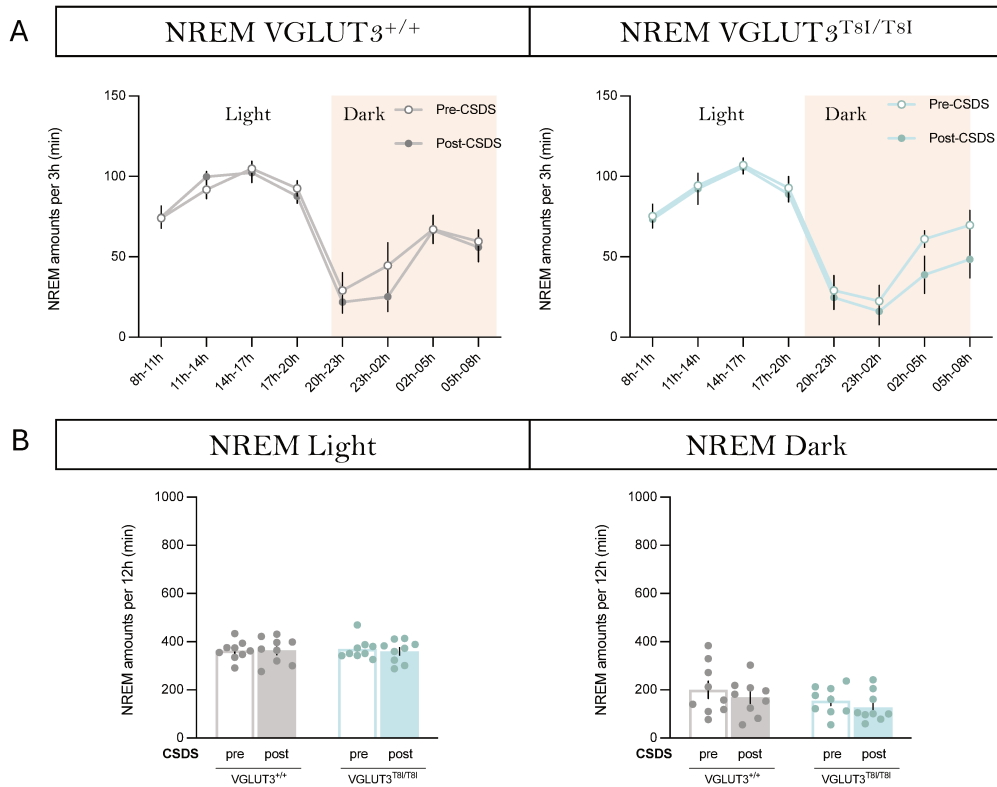 A
NREM VGLUT3+/+
NREM VGLUT3T8I/T8I
NREM amounts per 3h (min)
150
100
50
0
Light
Dark
Pre-CSDS
Post-CSDS
8h-11h
11h-14h
14h-17h
17h-20h
20h-23h
23h-02h
02h-05h
05h-08h
NREM amounts per 3h (min)
150
100
50
0
Light
Dark
Pre-CSDS
Post-CSDS
8h-11h
11h-14h
14h-17h
17h-20h
20h-23h
23h-02h
02h-05h
05h-08h
B
NREM Light
NREM Dark
NREM amounts per 12h (min)
1000
800
600
400
200
0
CSDS pre post pre post
VGLUT3+/+ VGLUT3T8I/T8I
NREM amounts per 12h (min)
1000
800
600
400
200
0
CSDS pre post pre post
VGLUT3+/+ VGLUT3T8I/T8I